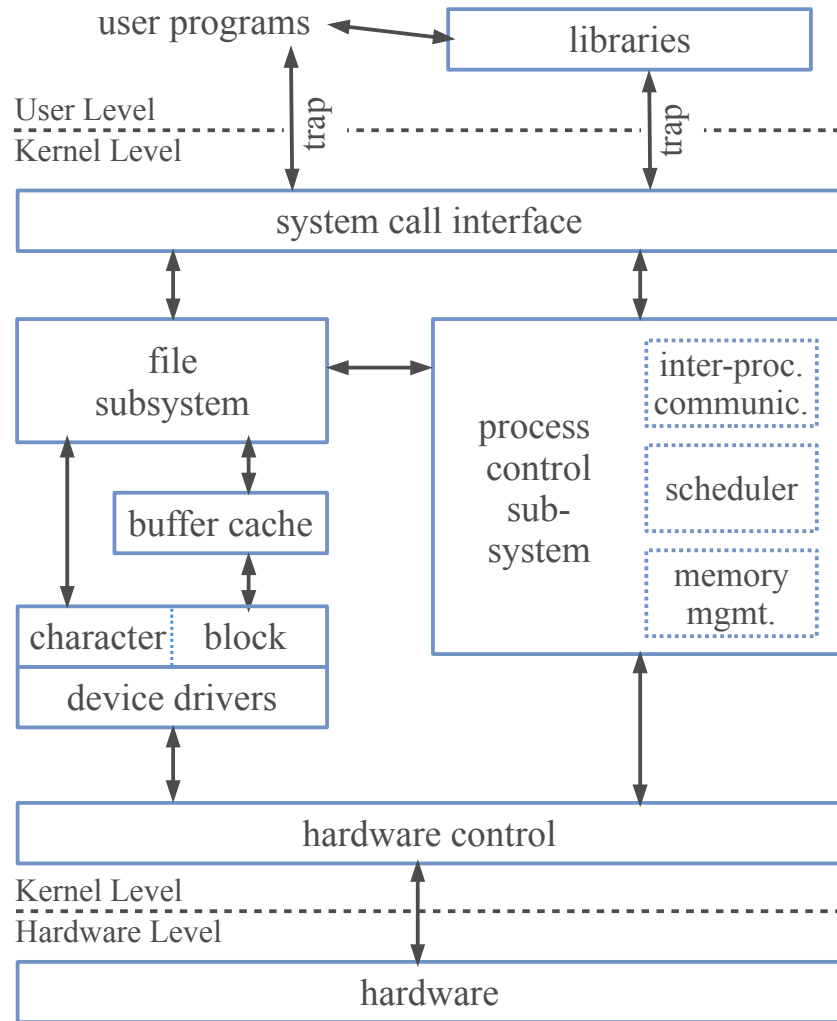 user programs
libraries
trap
trap
User Level
Kernel Level
system call interface
file
subsystem
process
control
sub-
system
inter-proc.
communic.
scheduler
memory
mgmt.
buffer cache
character
block
device drivers
hardware control
Kernel Level
Hardware Level
hardware